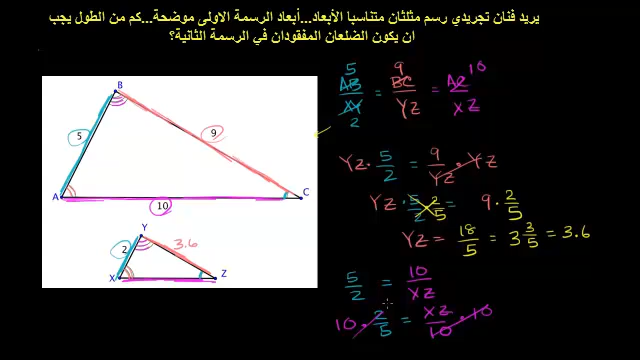 يريد فنان تجريدي رسم مثلثان متناسبا الأبعاد...أبعاد الرسمة الاولى موضحة...كم من الطول يجب
ان يكون الضلعان المفقودان في الرسمة الثانية؟
B
5
9
A
10
C
Y
2
3.6
X
Z
5 9 10
AB/XY = BC/YZ = AC/XZ
2
YZ · 5/2 = 9/YZ · YZ
YZ · 5/2 · 2/5 = 9 · 2/5
YZ = 18/5 = 3 3/5 = 3.6
5/2 = 10/XZ
10 · 2/5 = XZ/10 · 10